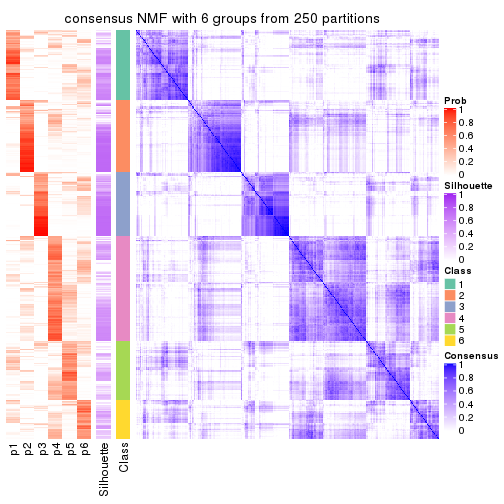 consensus NMF with 6 groups from 250 partitions
Prob
1
0.8
0.6
0.4
0.2
0
Silhouette
1
0.8
0.6
0.4
0.2
0
Class
1
2
3
4
5
6
Consensus
1
0.8
0.6
0.4
0.2
0
p1
p2
p3
p4
p5
p6
Silhouette
Class